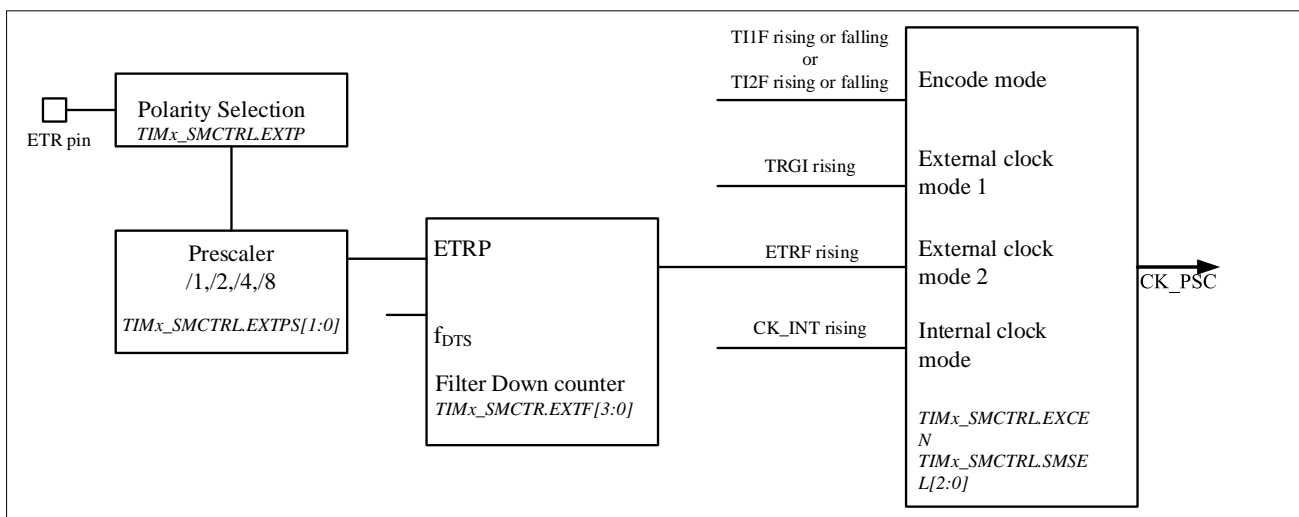 ETR pin
Polarity Selection
TIMx_SMCTRL.EXTP
Prescaler
/1,/2,/4,/8
TIMx_SMCTRL.EXTPS[1:0]
ETRP
fDTS
Filter Down counter
TIMx_SMCTR.EXTF[3:0]
TI1F rising or falling
or
TI2F rising or falling
TRGI rising
ETRF rising
CK_INT rising
Encode mode
External clock
mode 1
External clock
mode 2
Internal clock
mode
TIMx_SMCTRL.EXCE
N
TIMx_SMCTRL.SMSE
L[2:0]
CK_PSC